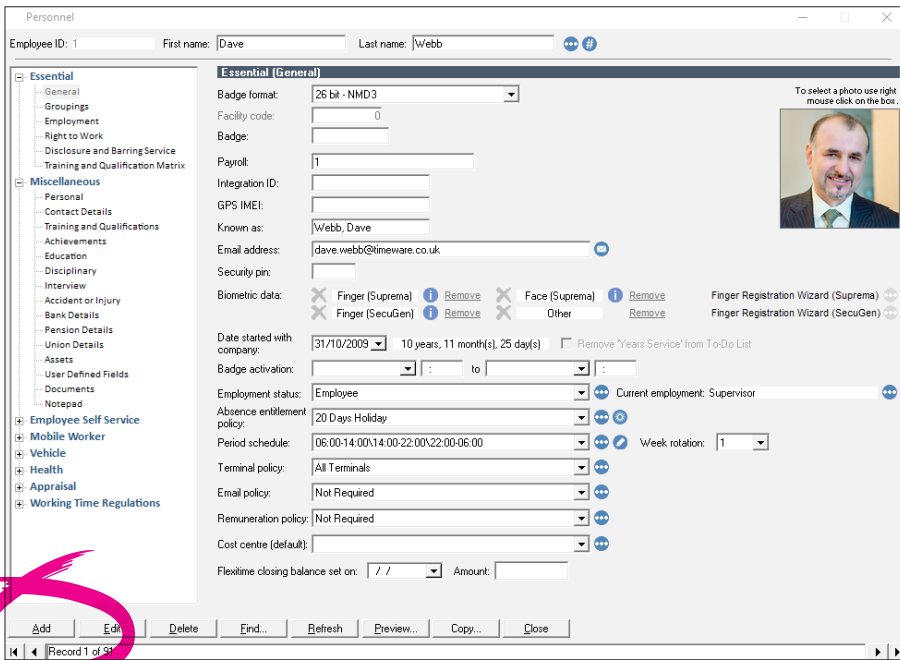 Personnel
Employee ID: 1 First name: Dave Last name: Webb
Essential
General
Groupings
Employment
Right to Work
Disclosure and Barring Service
Training and Qualification Matrix
Miscellaneous
Personal
Contact Details
Training and Qualifications
Achievements
Education
Disciplinary
Interview
Accident or Injury
Bank Details
Pension Details
Union Details
Assets
User Defined Fields
Documents
Notepad
Employee Self Service
Mobile Worker
Vehicle
Health
Appraisal
Working Time Regulations
Essential (General)
To select a photo use right
mouse click on the box.
Badge format: 26 bit - NMD3
Facility code: 0
Badge:
Payroll: 1
Integration ID:
GPS IMEI:
Known as: Webb, Dave
Email address: dave.webb@timeware.co.uk
Security pin:
Biometric data: Finger (Suprema) Remove Face (Suprema) Remove Finger Registration Wizard (Suprema)
Finger (SecuGen) Remove Other Remove Finger Registration Wizard (SecuGen)
Date started with
company: 31/10/2009 10 years, 11 month(s), 25 day(s) Remove 'Years Service' from To-Do List
Badge activation: : to :
Employment status: Employee Current employment: Supervisor
Absence entitlement
policy: 20 Days Holiday
Period schedule: 06:00-14:00\14:00-22:00\22:00-06:00 Week rotation: 1
Terminal policy: All Terminals
Email policy: Not Required
Remuneration policy: Not Required
Cost centre (default):
Flexitime closing balance set on: / / Amount:
Add Edit Delete Find... Refresh Preview... Copy... Close
Record 1 of 91